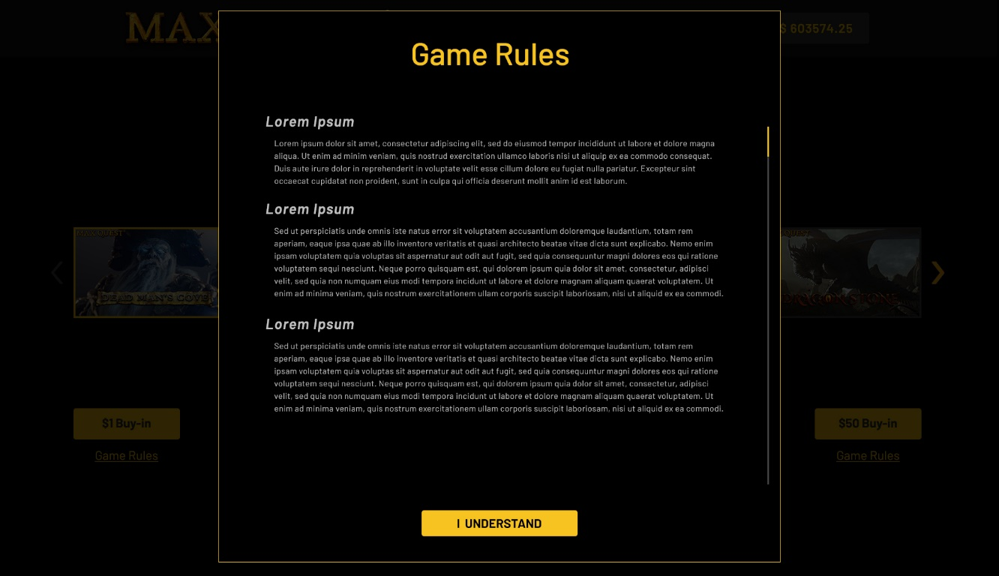 MAX
$ 603574.25
Game Rules
Lorem Ipsum
Lorem ipsum dolor sit amet, consectetur adipiscing elit, sed do eiusmod tempor incididunt ut labore et dolore magna
aliqua. Ut enim ad minim veniam, quis nostrud exercitation ullamco laboris nisi ut aliquip ex ea commodo consequat.
Duis aute irure dolor in reprehenderit in voluptate velit esse cillum dolore eu fugiat nulla pariatur. Excepteur sint
occaecat cupidatat non proident, sunt in culpa qui officia deserunt mollit anim id est laborum.
Lorem Ipsum
Sed ut perspiciatis unde omnis iste natus error sit voluptatem accusantium doloremque laudantium, totam rem
aperiam, eaque ipsa quae ab illo inventore veritatis et quasi architecto beatae vitae dicta sunt explicabo. Nemo enim
ipsam voluptatem quia voluptas sit aspernatur aut odit aut fugit, sed quia consequuntur magni dolores eos qui ratione
voluptatem sequi nesciunt. Neque porro quisquam est, qui dolorem ipsum quia dolor sit amet, consectetur, adipisci
velit, sed quia non numquam eius modi tempora incidunt ut labore et dolore magnam aliquam quaerat voluptatem. Ut
enim ad minima veniam, quis nostrum exercitationem ullam corporis suscipit laboriosam, nisi ut aliquid ex ea commodi.
Lorem Ipsum
Sed ut perspiciatis unde omnis iste natus error sit voluptatem accusantium doloremque laudantium, totam rem
aperiam, eaque ipsa quae ab illo inventore veritatis et quasi architecto beatae vitae dicta sunt explicabo. Nemo enim
ipsam voluptatem quia voluptas sit aspernatur aut odit aut fugit, sed quia consequuntur magni dolores eos qui ratione
voluptatem sequi nesciunt. Neque porro quisquam est, qui dolorem ipsum quia dolor sit amet, consectetur, adipisci
velit, sed quia non numquam eius modi tempora incidunt ut labore et dolore magnam aliquam quaerat voluptatem. Ut
enim ad minima veniam, quis nostrum exercitationem ullam corporis suscipit laboriosam, nisi ut aliquid ex ea commodi.
I UNDERSTAND
MAX QUEST
DEAD MAN'S COVE
QUEST
DRAGON STONE
$1 Buy-in
Game Rules
$50 Buy-in
Game Rules